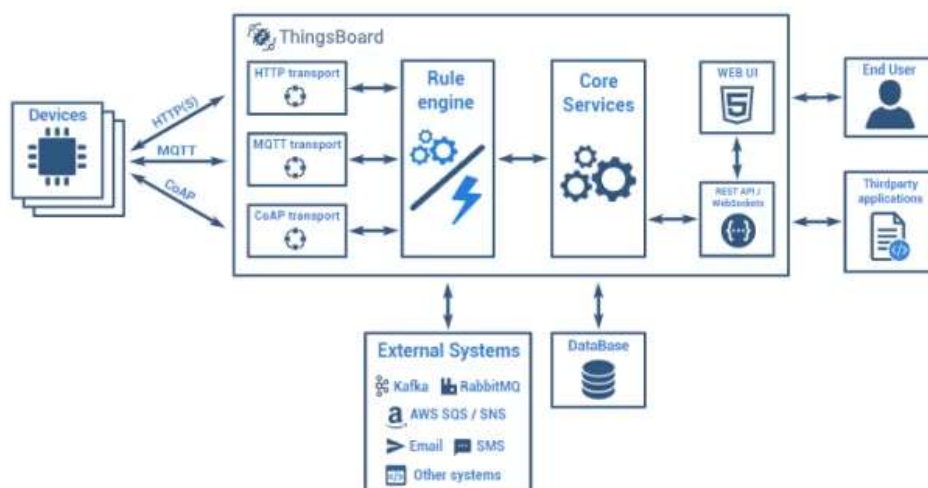 ThingsBoard
Devices
HTTP(S)
MQTT
CoAP
HTTP transport
MQTT transport
CoAP transport
Rule
engine
Core
Services
WEB UI
REST API /
WebSockets
End User
Thirdparty
applications
External Systems
Kafka
RabbitMQ
AWS SQS / SNS
Email
SMS
Other systems
DataBase